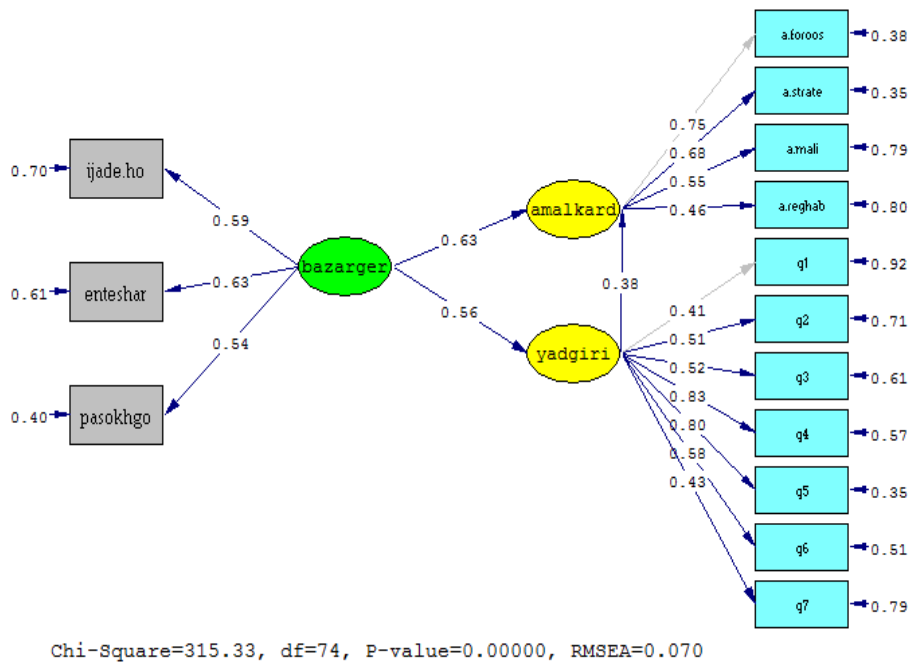 a.foroos 0.38
a.strate 0.35
0.75
0.68
a.mali 0.79
0.70 ijade.ho
0.55
0.46
a.reghab 0.80
0.59
amalkard
0.63
bazarger
q1 0.92
0.61 enteshar
0.63
0.38
0.56
0.41
q2 0.71
0.51
0.54
yadgiri
0.52
q3 0.61
0.83
0.40 pasokhgo
0.80
q4 0.57
0.58
0.43
q5 0.35
q6 0.51
q7 0.79
Chi-Square=315.33, df=74, P-value=0.00000, RMSEA=0.070